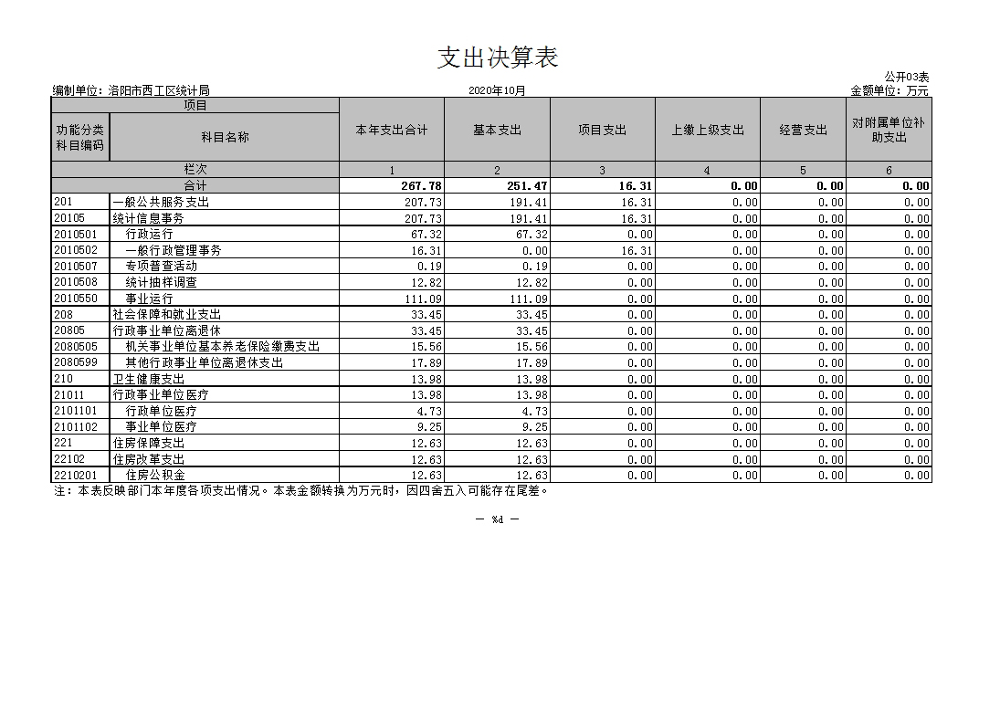 支出决算表
公开03表
编制单位：洛阳市西工区统计局 2020年10月 金额单位：万元
项目 本年支出合计 基本支出 项目支出 上缴上级支出 经营支出 对附属单位补助支出
功能分类科目编码 科目名称
栏次 1 2 3 4 5 6
合计 267.78 251.47 16.31 0.00 0.00 0.00
201 一般公共服务支出 207.73 191.41 16.31 0.00 0.00 0.00
20105 统计信息事务 207.73 191.41 16.31 0.00 0.00 0.00
2010501 行政运行 67.32 67.32 0.00 0.00 0.00 0.00
2010502 一般行政管理事务 16.31 0.00 16.31 0.00 0.00 0.00
2010507 专项普查活动 0.19 0.19 0.00 0.00 0.00 0.00
2010508 统计抽样调查 12.82 12.82 0.00 0.00 0.00 0.00
2010550 事业运行 111.09 111.09 0.00 0.00 0.00 0.00
208 社会保障和就业支出 33.45 33.45 0.00 0.00 0.00 0.00
20805 行政事业单位离退休 33.45 33.45 0.00 0.00 0.00 0.00
2080505 机关事业单位基本养老保险缴费支出 15.56 15.56 0.00 0.00 0.00 0.00
2080599 其他行政事业单位离退休支出 17.89 17.89 0.00 0.00 0.00 0.00
210 卫生健康支出 13.98 13.98 0.00 0.00 0.00 0.00
21011 行政事业单位医疗 13.98 13.98 0.00 0.00 0.00 0.00
2101101 行政单位医疗 4.73 4.73 0.00 0.00 0.00 0.00
2101102 事业单位医疗 9.25 9.25 0.00 0.00 0.00 0.00
221 住房保障支出 12.63 12.63 0.00 0.00 0.00 0.00
22102 住房改革支出 12.63 12.63 0.00 0.00 0.00 0.00
2210201 住房公积金 12.63 12.63 0.00 0.00 0.00 0.00
注：本表反映部门本年度各项支出情况。本表金额转换为万元时，因四舍五入可能存在尾差。
— %d —